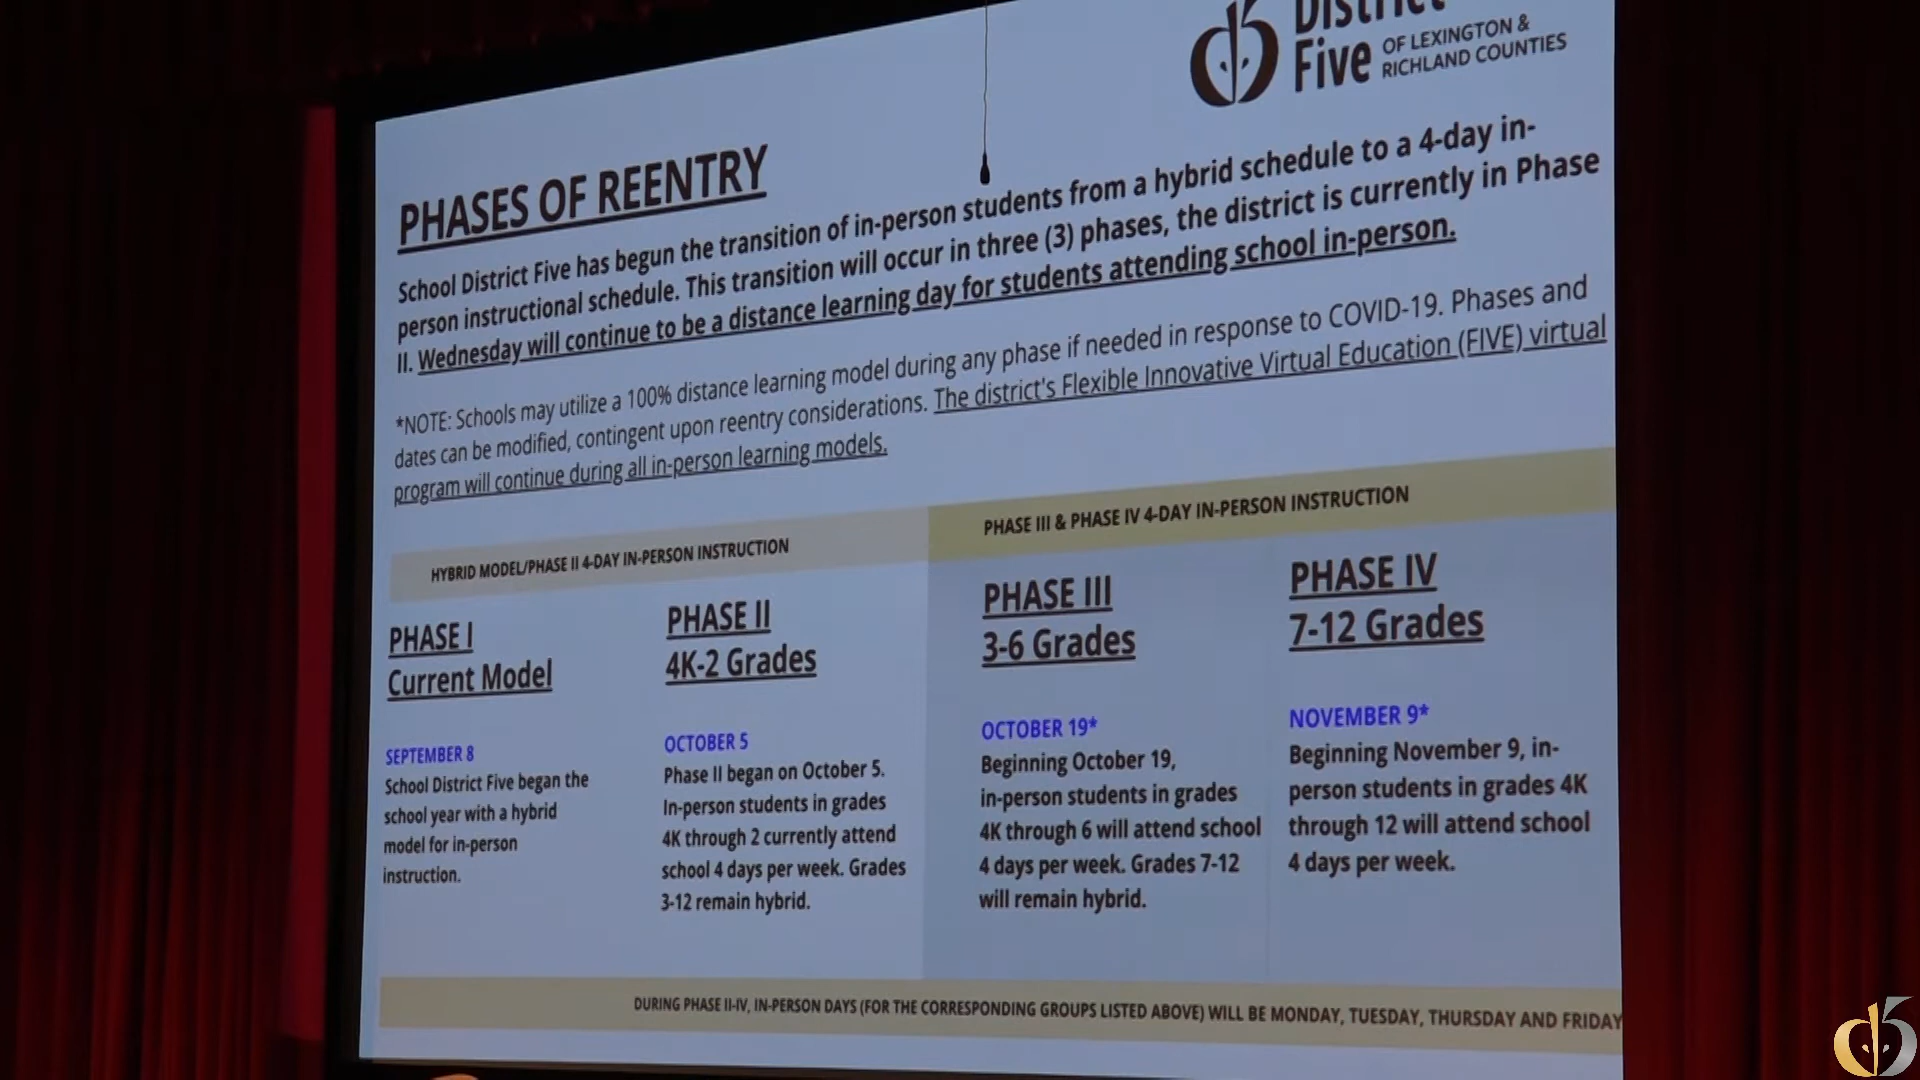 District
Five OF LEXINGTON &
RICHLAND COUNTIES
PHASES OF REENTRY
School District Five has begun the transition of in-person students from a hybrid schedule to a 4-day in-
person instructional schedule. This transition will occur in three (3) phases, the district is currently in Phase
II. Wednesday will continue to be a distance learning day for students attending school in-person.
*NOTE: Schools may utilize a 100% distance learning model during any phase if needed in response to COVID-19. Phases and
dates can be modified, contingent upon reentry considerations. The district's Flexible Innovative Virtual Education (FIVE) virtual
program will continue during all in-person learning models.
HYBRID MODEL/PHASE II 4-DAY IN-PERSON INSTRUCTION
PHASE III & PHASE IV 4-DAY IN-PERSON INSTRUCTION
PHASE I
Current Model
SEPTEMBER 8
School District Five began the
school year with a hybrid
model for in-person
instruction.
PHASE II
4K-2 Grades
OCTOBER 5
Phase II began on October 5.
In-person students in grades
4K through 2 currently attend
school 4 days per week. Grades
3-12 remain hybrid.
PHASE III
3-6 Grades
OCTOBER 19*
Beginning October 19,
in-person students in grades
4K through 6 will attend school
4 days per week. Grades 7-12
will remain hybrid.
PHASE IV
7-12 Grades
NOVEMBER 9*
Beginning November 9, in-
person students in grades 4K
through 12 will attend school
4 days per week.
DURING PHASE II-IV, IN-PERSON DAYS (FOR THE CORRESPONDING GROUPS LISTED ABOVE) WILL BE MONDAY, TUESDAY, THURSDAY AND FRIDAY